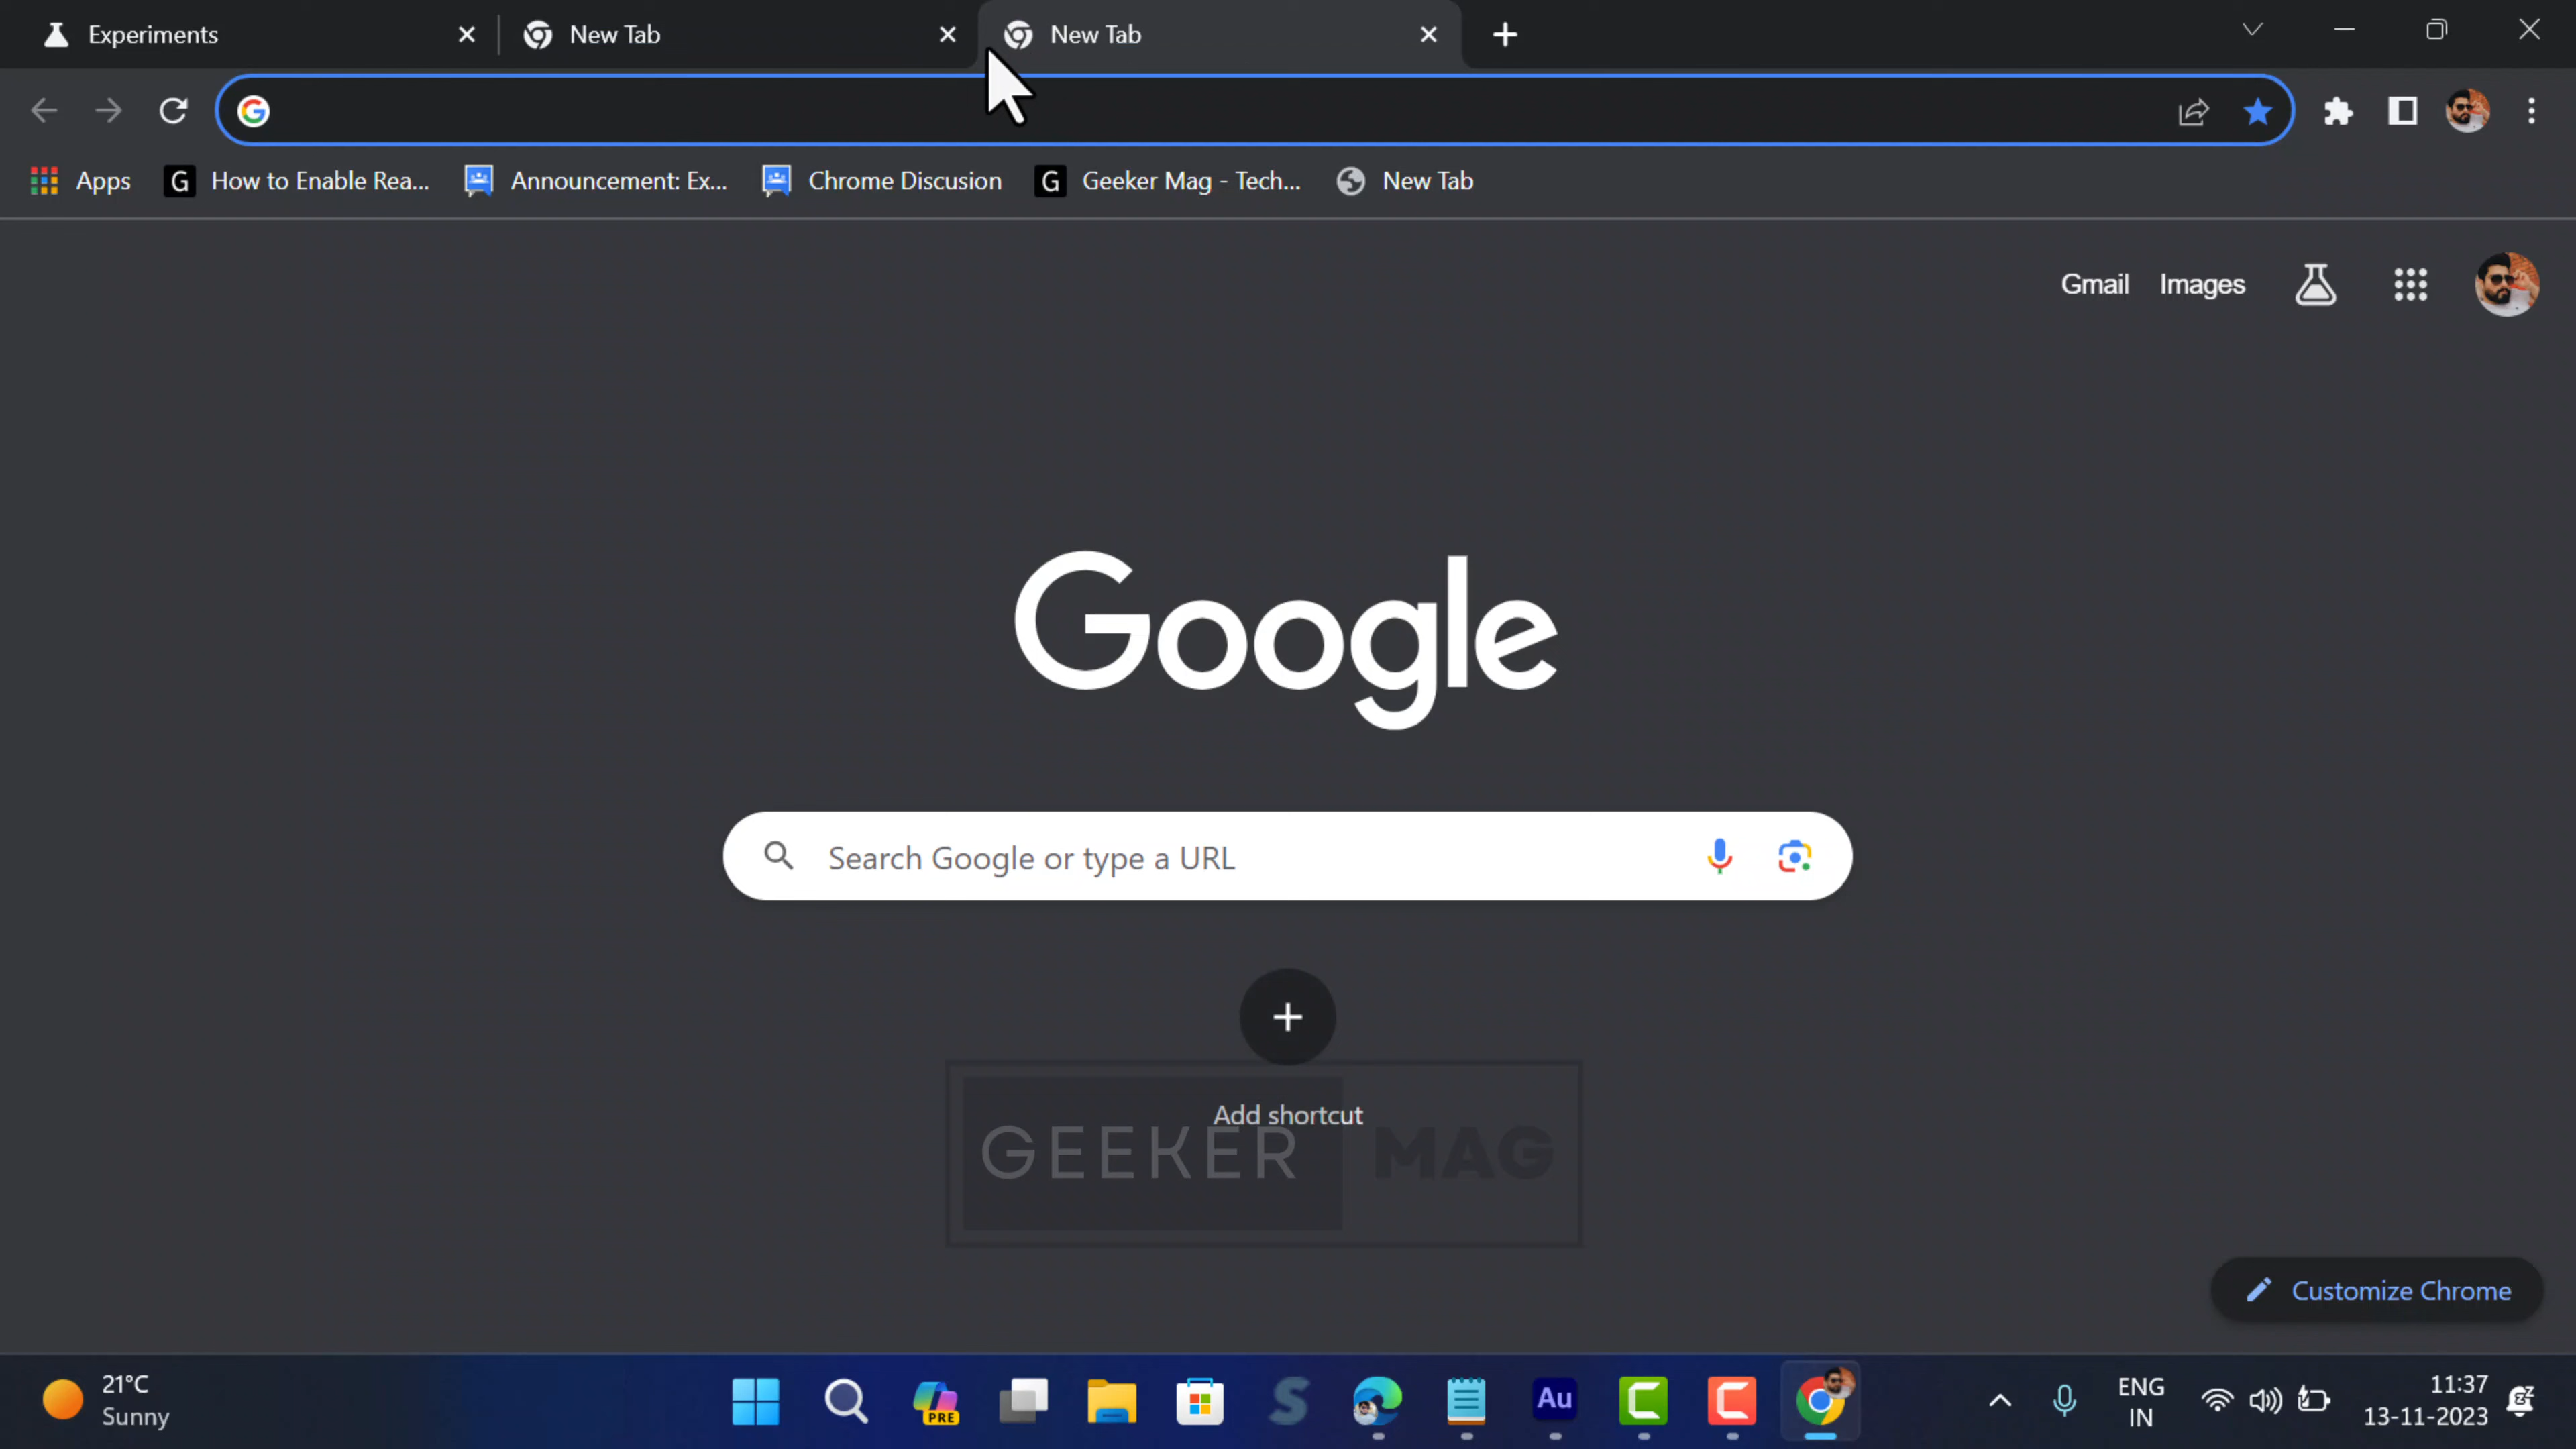 Experiments
New Tab
New Tab
Apps
How to Enable Rea...
Announcement: Ex...
Chrome Discusion
Geeker Mag - Tech...
New Tab
Gmail
Images
Google
Search Google or type a URL
Add shortcut
GEEKER MAG
Customize Chrome
21°C
Sunny
PRE
Au
ENG
IN
11:37
13-11-2023